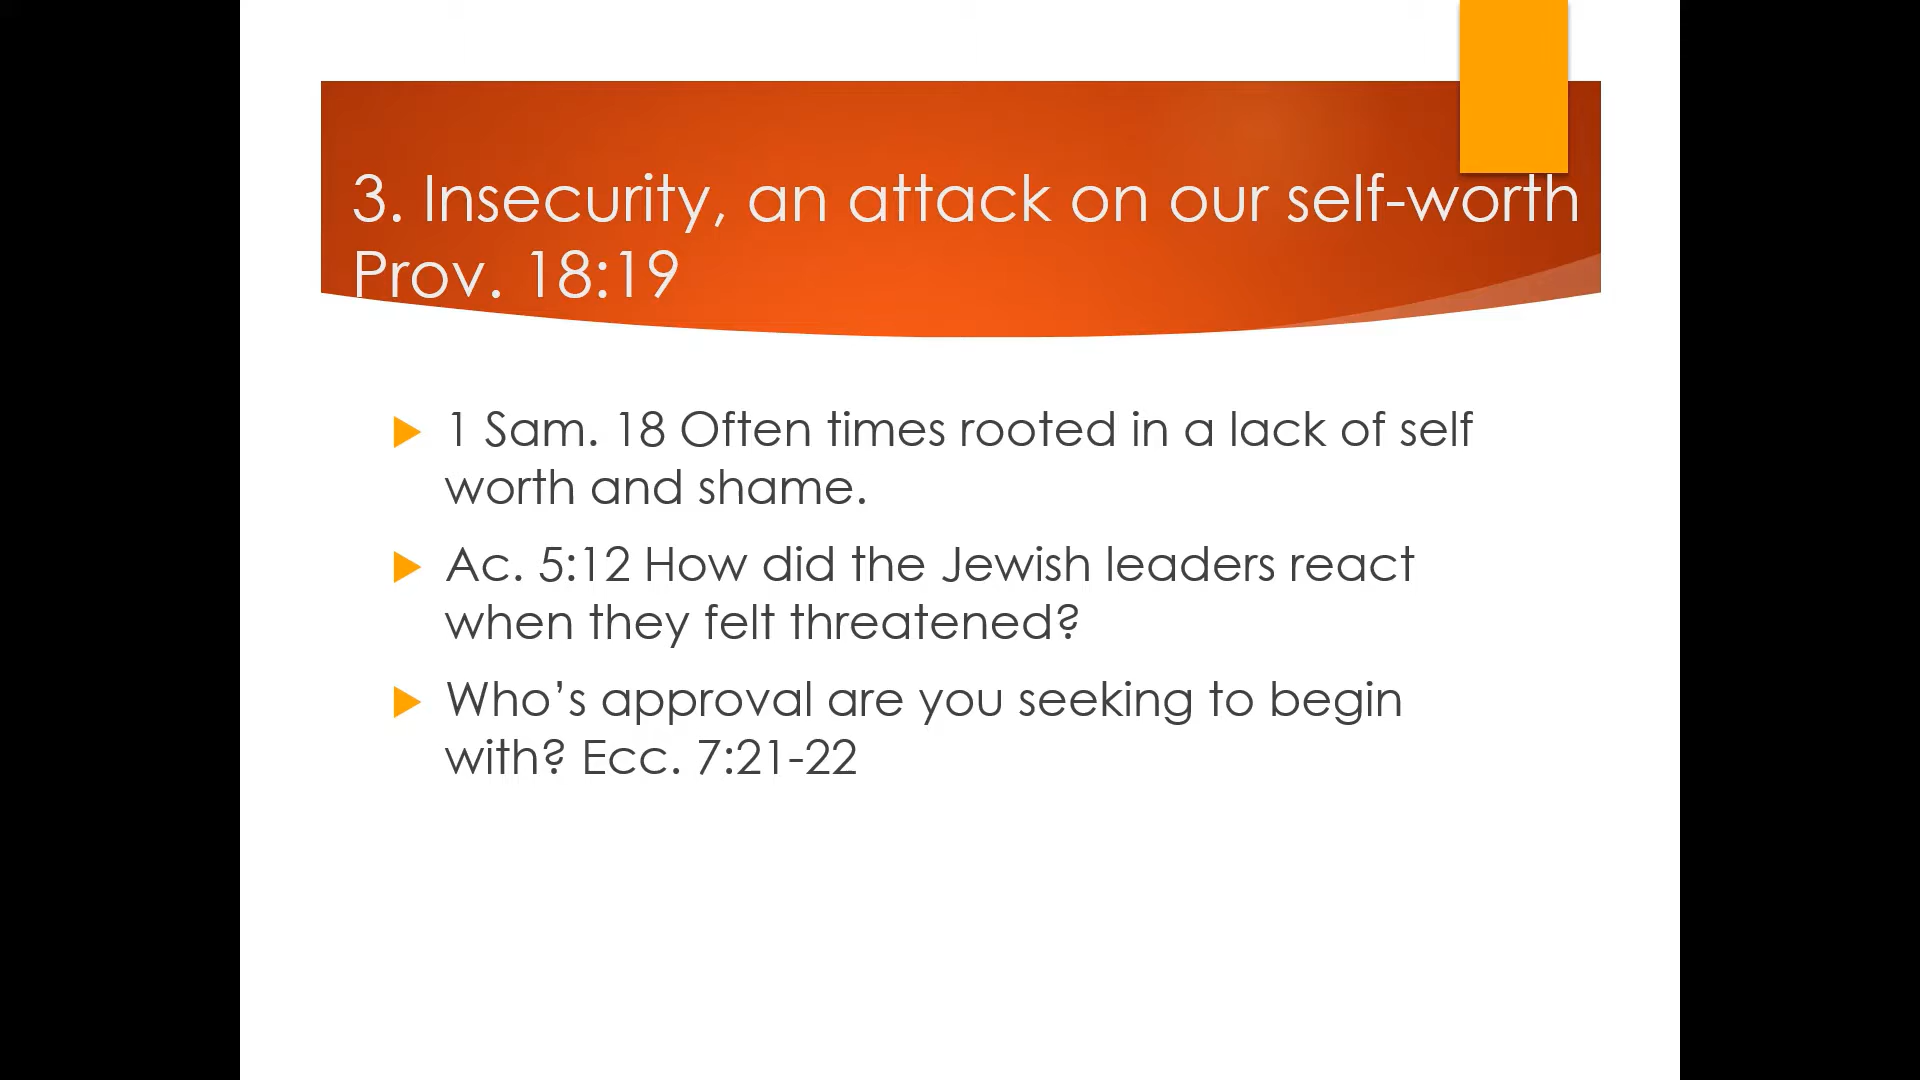 3. Insecurity, an attack on our self-worth
Prov. 18:19
1 Sam. 18 Often times rooted in a lack of self
worth and shame.
Ac. 5:12 How did the Jewish leaders react
when they felt threatened?
Who’s approval are you seeking to begin
with? Ecc. 7:21-22